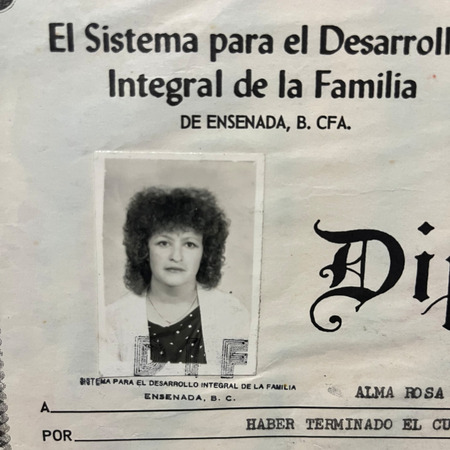 El Sistema para el Desarroll
Integral de la Familia
DE ENSENADA, B. CFA.
Dip
DIF
SISTEMA PARA EL DESARROLLO INTEGRAL DE LA FAMILIA
ENSENADA, B. C.
A ALMA ROSA
POR HABER TERMINADO EL CU